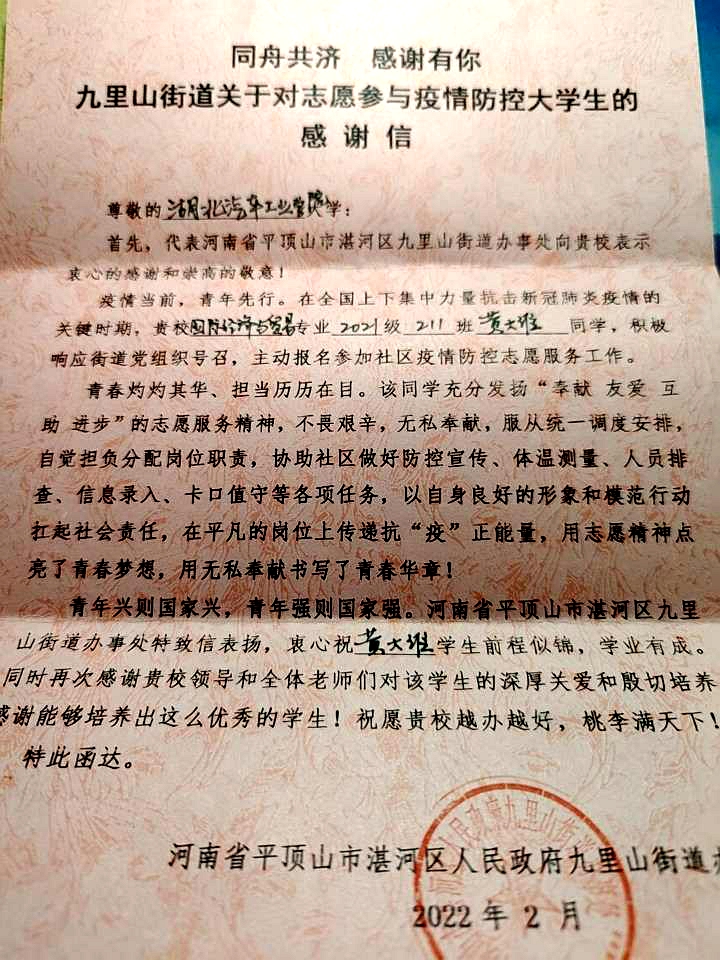 同舟共济 感谢有你
九里山街道关于对志愿参与疫情防控大学生的
感谢信
尊敬的湖北汽车工业学院学:
首先，代表河南省平顶山市湛河区九里山街道办事处向贵校表示
衷心的感谢和崇高的敬意！
疫情当前，青年先行。在全国上下集中力量抗击新冠肺炎疫情的
关键时期，贵校国际经济与贸易专业 2021 级 211 班 黄大维 同学，积极
响应街道党组织号召，主动报名参加社区疫情防控志愿服务工作。
青春灼灼其华、担当历历在目。该同学充分发扬“奉献 友爱 互
助 进步”的志愿服务精神，不畏艰辛，无私奉献，服从统一调度安排，
自觉担负分配岗位职责，协助社区做好防控宣传、体温测量、人员排
查、信息录入、卡口值守等各项任务，以自身良好的形象和模范行动
扛起社会责任，在平凡的岗位上传递抗“疫”正能量，用志愿精神点
亮了青春梦想，用无私奉献书写了青春华章！
青年兴则国家兴，青年强则国家强。河南省平顶山市湛河区九里
山街道办事处特致信表扬，衷心祝黄大维学生前程似锦，学业有成。
同时再次感谢贵校领导和全体老师们对该学生的深厚关爱和殷切培养
感谢能够培养出这么优秀的学生！祝愿贵校越办越好，桃李满天下！
特此函达。
河南省平顶山市湛河区人民政府九里山街道办
2022 年 2 月